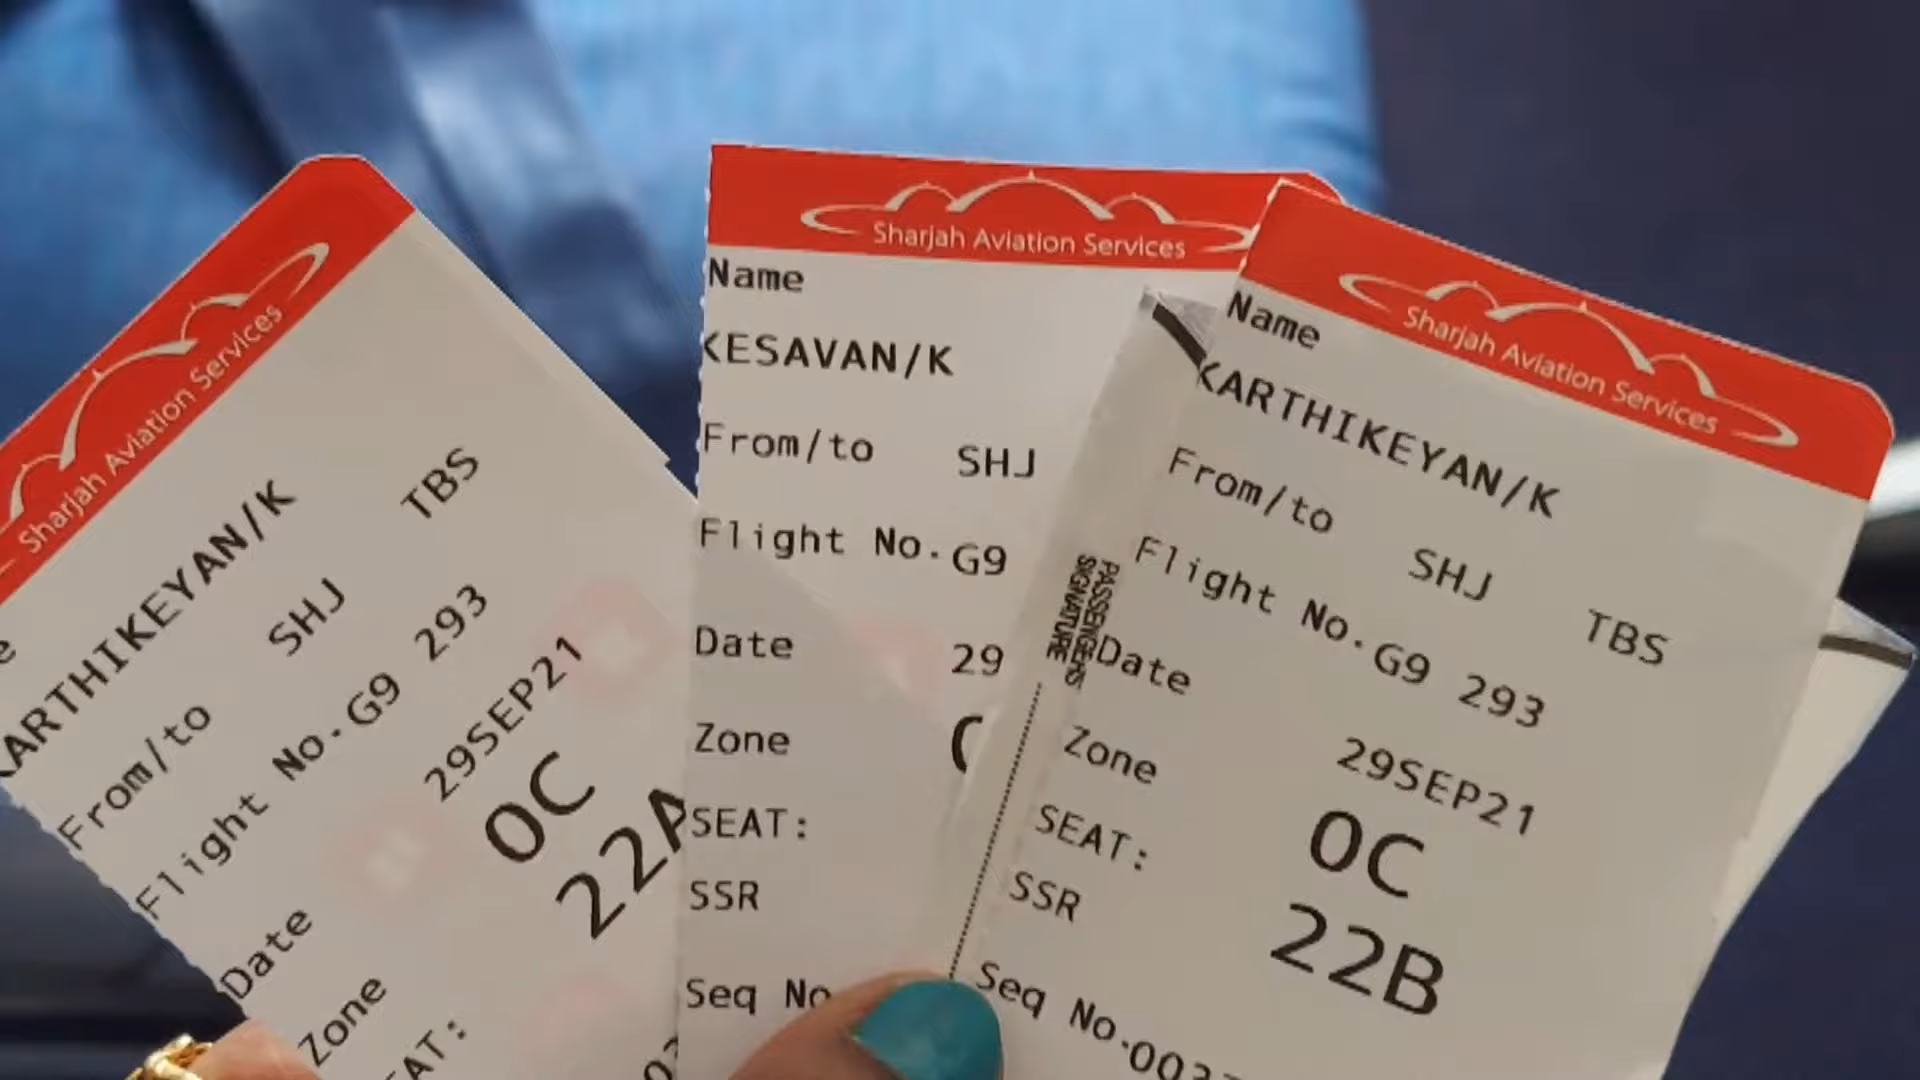 Sharjah Aviation Services
KARTHIKEYAN/K
From/to SHJ TBS
Flight No. G9 293
Date 29SEP21
Zone 0C
22A
Sharjah Aviation Services
Name
KESAVAN/K
From/to SHJ
Flight No. G9
Date 29
Zone
SEAT:
SSR
Seq No
PASSENGERS
SIGNATURE
Sharjah Aviation Services
Name
KARTHIKEYAN/K
From/to SHJ TBS
Flight No. G9 293
Date 29SEP21
Zone 0C
SEAT: 22B
SSR
Seq No.